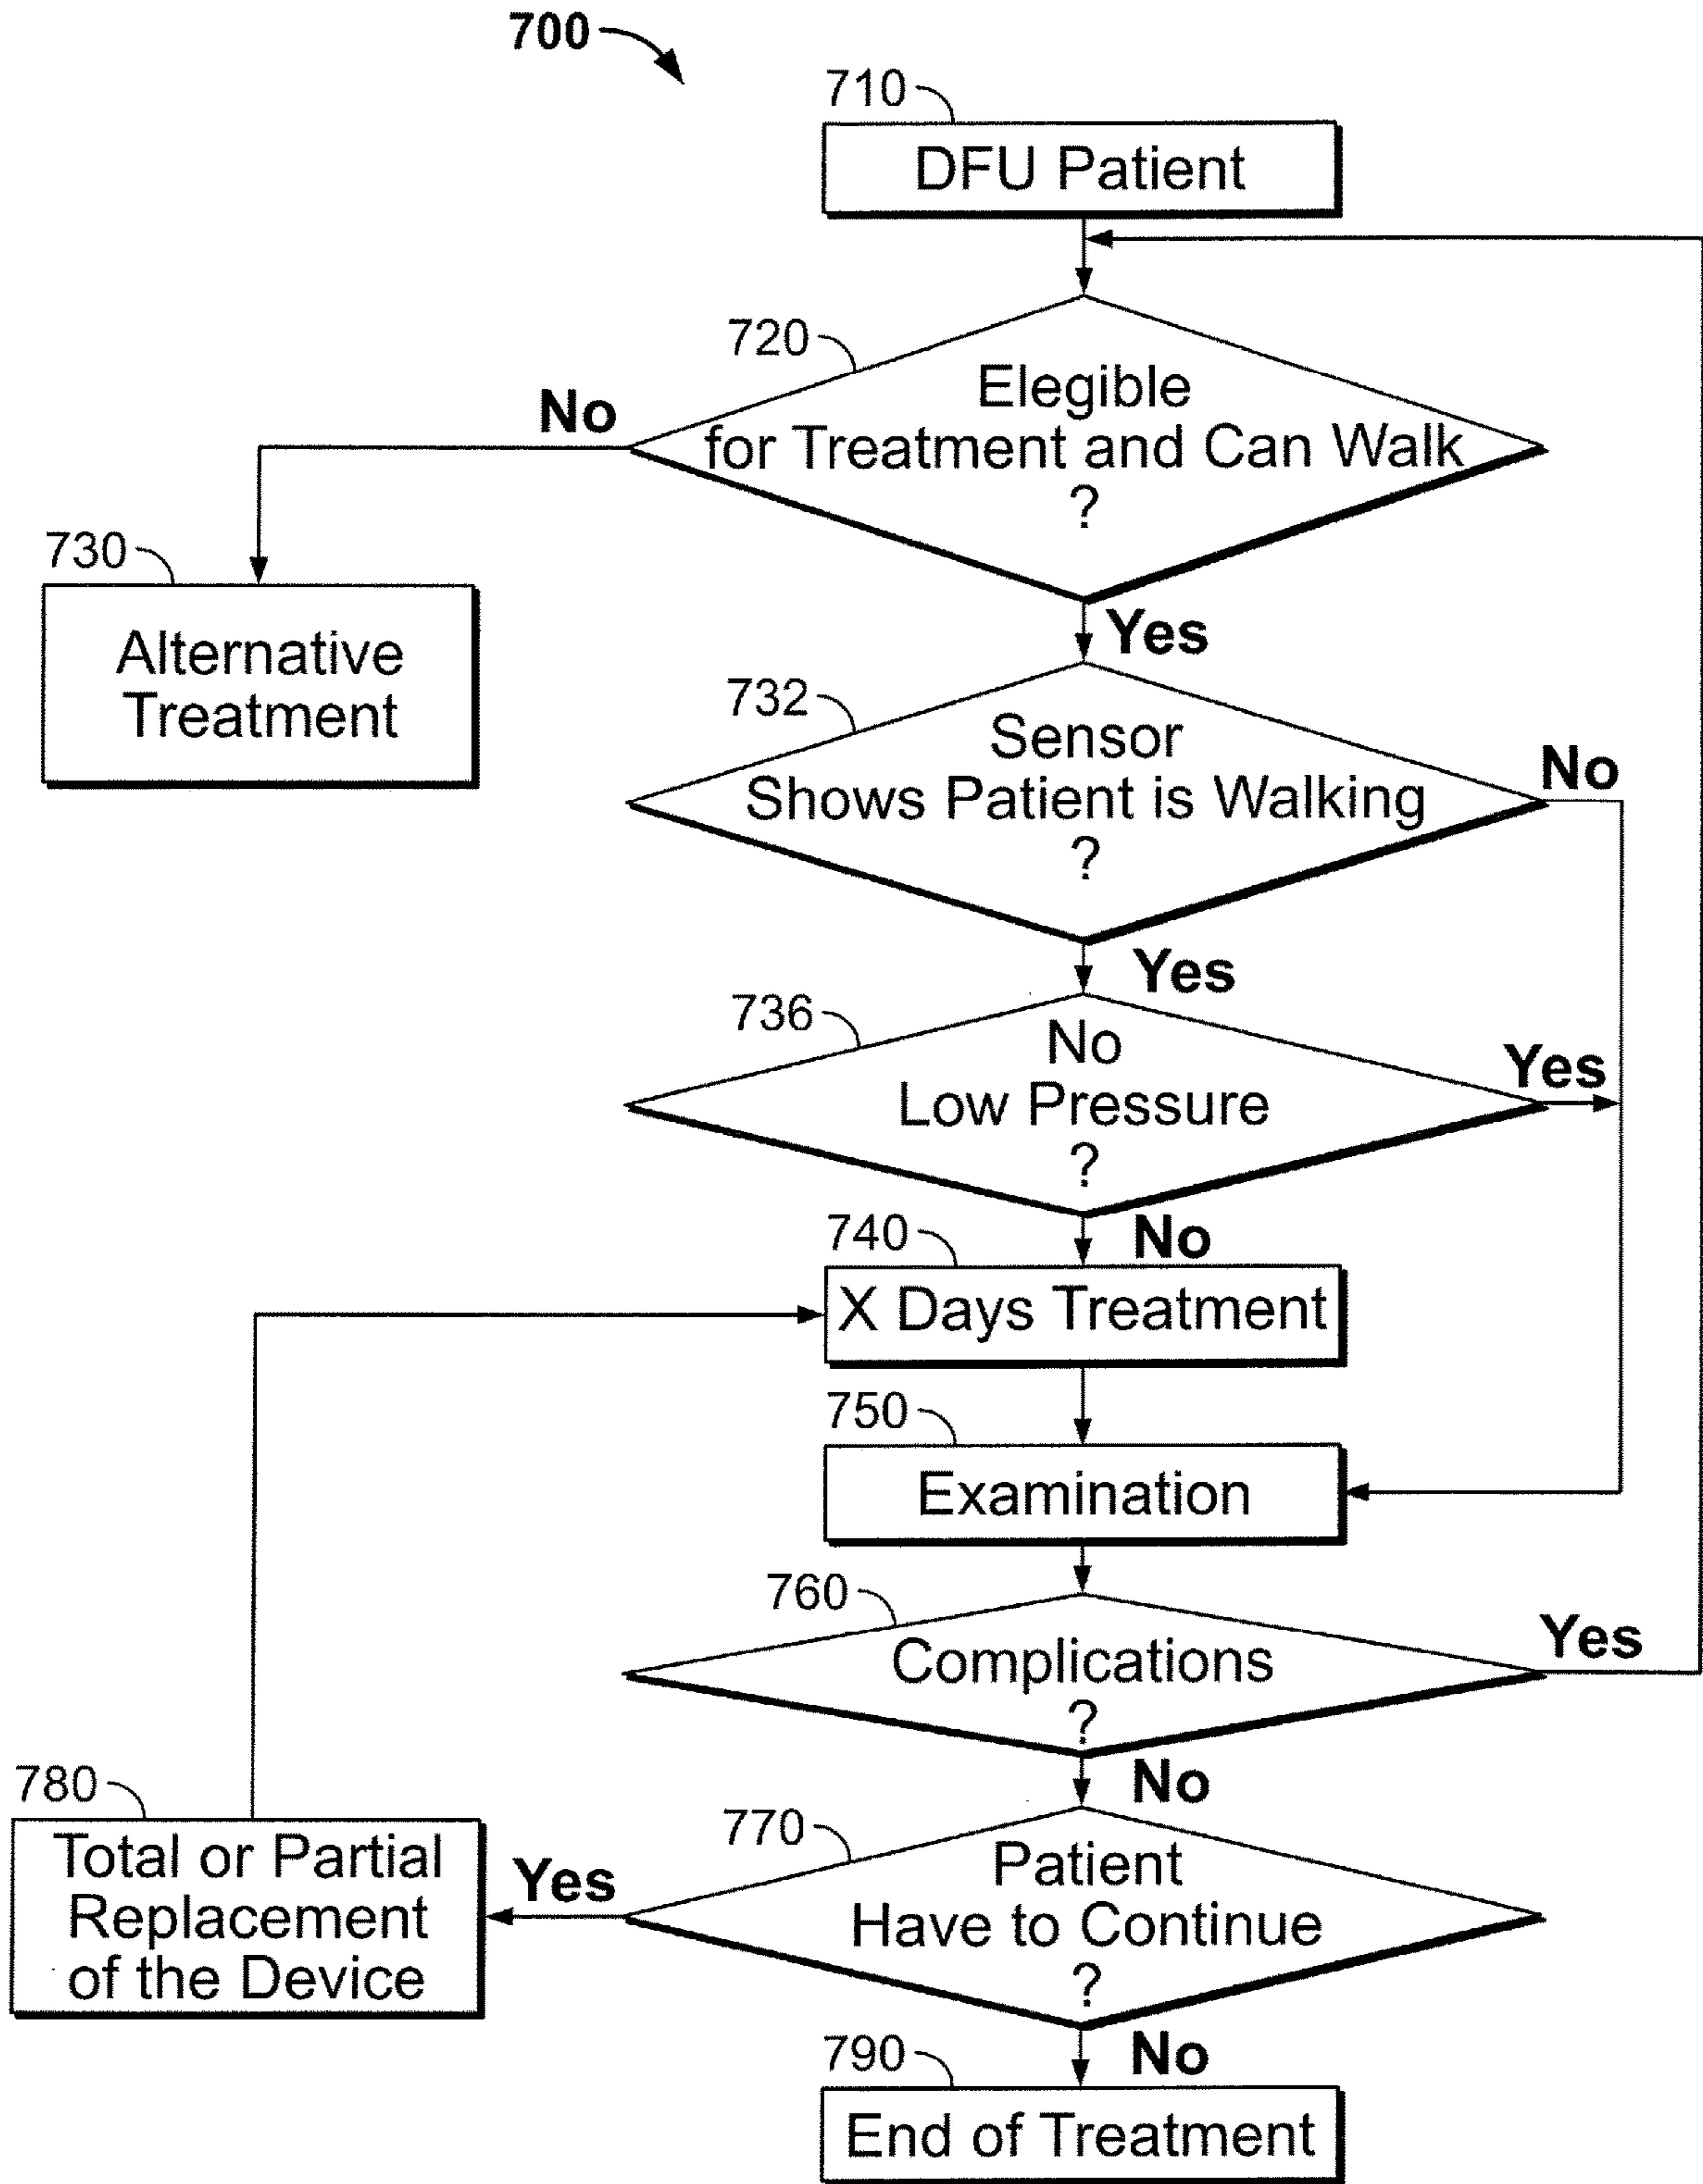 700
710
DFU Patient
720
Elegible
for Treatment and Can Walk
?
No
Yes
730
Alternative
Treatment
732
Sensor
Shows Patient is Walking
?
No
Yes
736
No
Low Pressure
?
Yes
No
740
X Days Treatment
750
Examination
760
Complications
?
Yes
No
770
Patient
Have to Continue
?
Yes
No
780
Total or Partial
Replacement
of the Device
790
End of Treatment